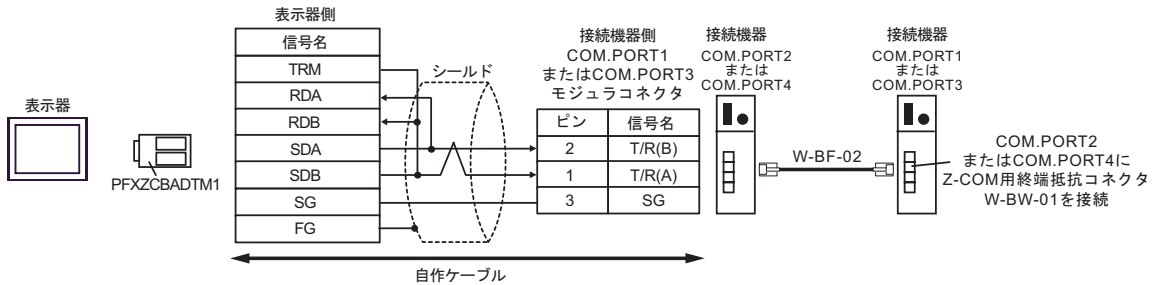 表示器
PFXZCBADTM1
表示器側
信号名
TRM
RDA
RDB
SDA
SDB
SG
FG
シールド
自作ケーブル
接続機器側
COM.PORT1
またはCOM.PORT3
モジュラコネクタ
ピン 信号名
2 T/R(B)
1 T/R(A)
3 SG
接続機器
COM.PORT2
または
COM.PORT4
W-BF-02
接続機器
COM.PORT1
または
COM.PORT3
COM.PORT2
またはCOM.PORT4に
Z-COM用終端抵抗コネクタ
W-BW-01を接続